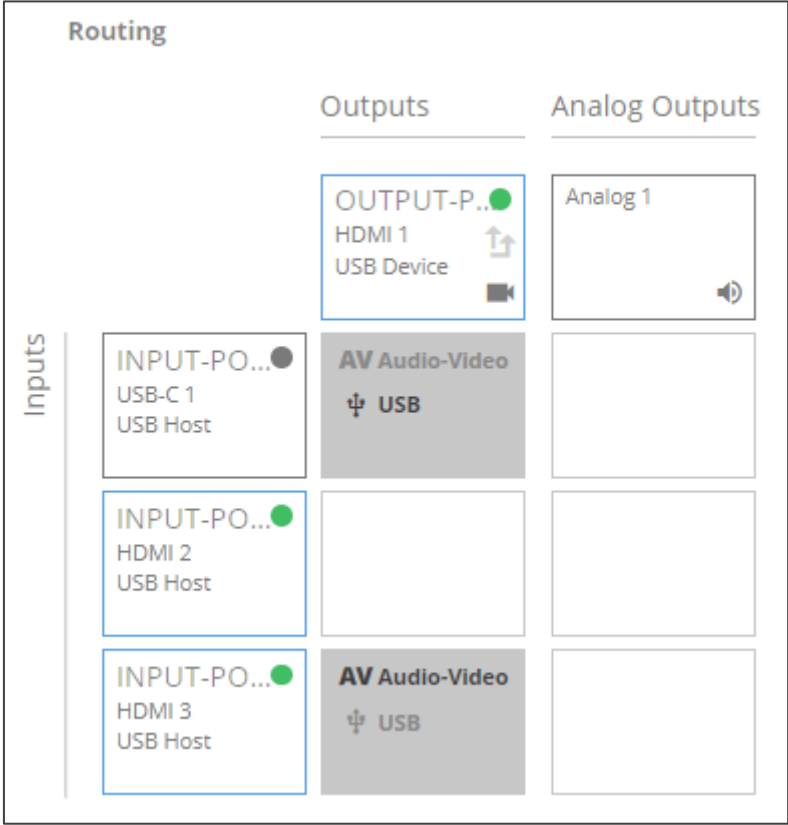 Routing
Outputs
Analog Outputs
OUTPUT-P...
HDMI 1
USB Device
Analog 1
Inputs
INPUT-PO...
USB-C 1
USB Host
AV Audio-Video
USB
INPUT-PO...
HDMI 2
USB Host
INPUT-PO...
HDMI 3
USB Host
AV Audio-Video
USB